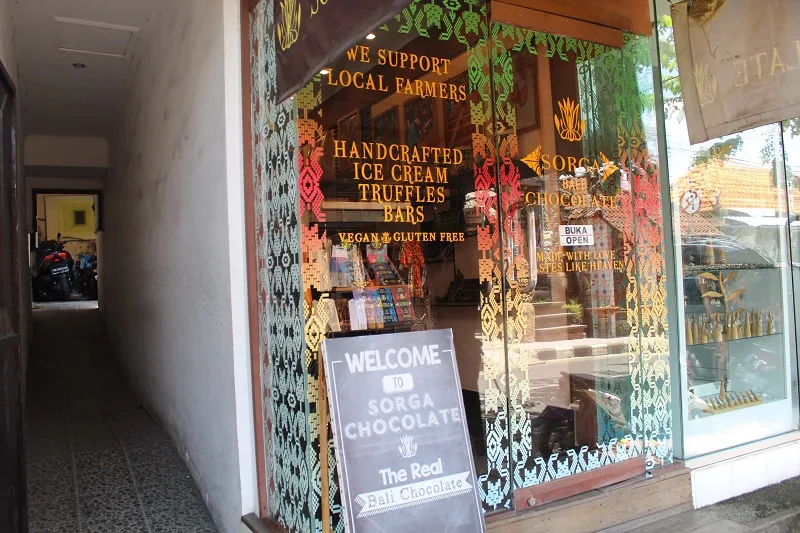 WE SUPPORT
LOCAL FARMERS
HANDCRAFTED
ICE CREAM
TRUFFLES
BARS
VEGAN & GLUTEN FREE
SORGA
BALI
CHOCOLATE
BUKA
OPEN
MADE WITH LOVE
TASTES LIKE HEAVEN
WELCOME
TO
SORGA
CHOCOLATE
The Real
Bali Chocolate